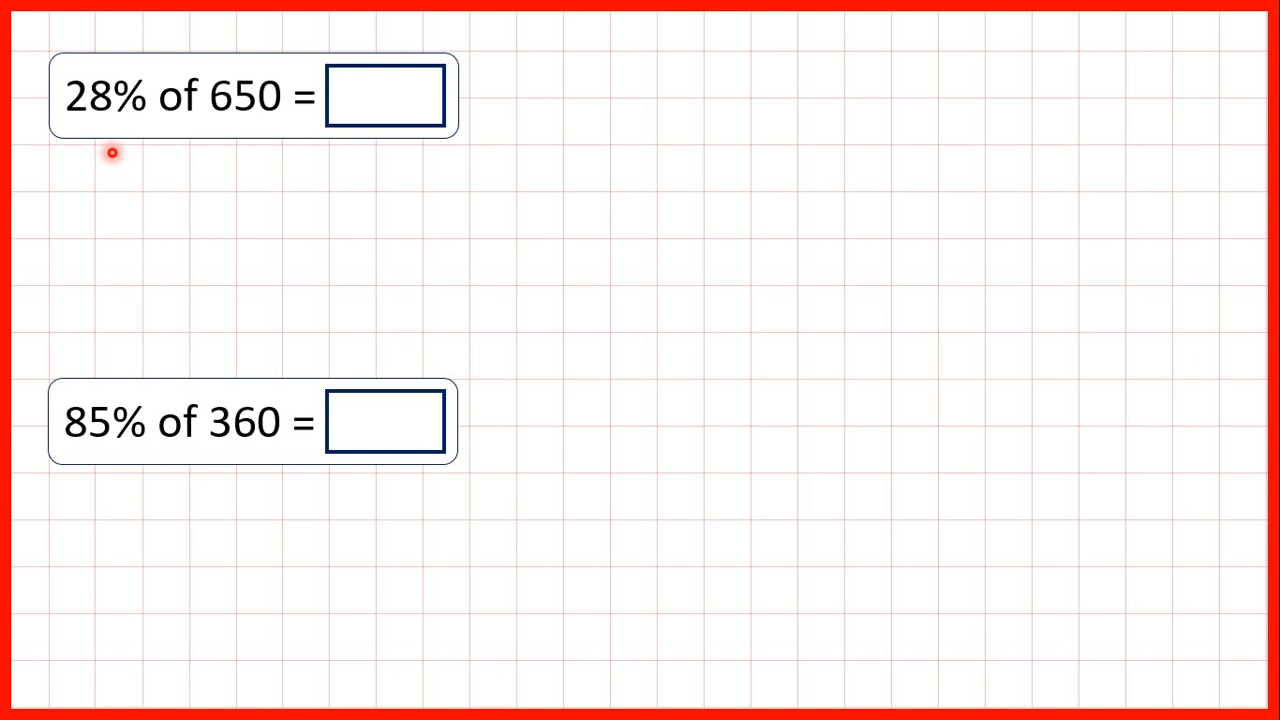 28% of 650 =
85% of 360 =